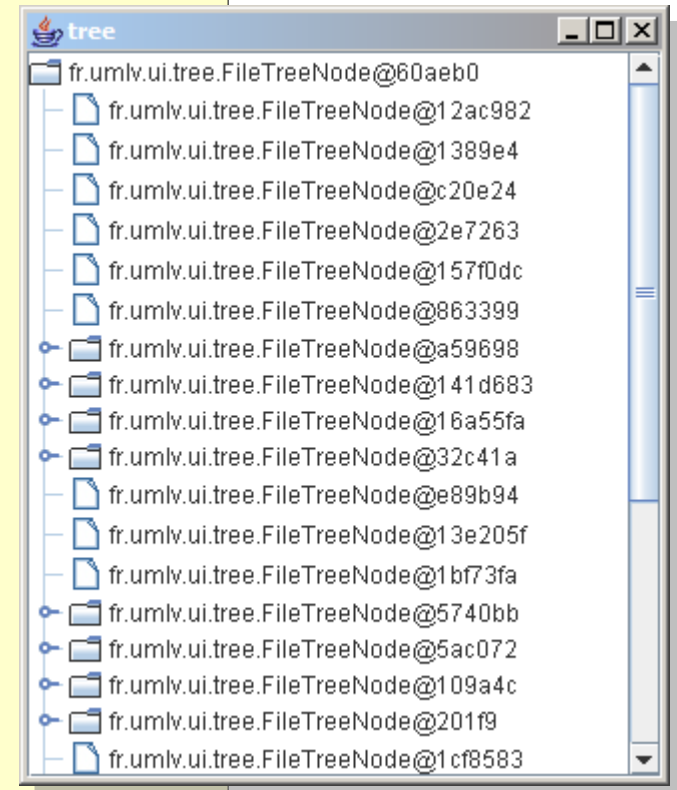 tree
fr.umlv.ui.tree.FileTreeNode@60aeb0
fr.umlv.ui.tree.FileTreeNode@12ac982
fr.umlv.ui.tree.FileTreeNode@1389e4
fr.umlv.ui.tree.FileTreeNode@c20e24
fr.umlv.ui.tree.FileTreeNode@2e7263
fr.umlv.ui.tree.FileTreeNode@157f0dc
fr.umlv.ui.tree.FileTreeNode@863399
fr.umlv.ui.tree.FileTreeNode@a59698
fr.umlv.ui.tree.FileTreeNode@141d683
fr.umlv.ui.tree.FileTreeNode@16a55fa
fr.umlv.ui.tree.FileTreeNode@32c41a
fr.umlv.ui.tree.FileTreeNode@e89b94
fr.umlv.ui.tree.FileTreeNode@13e205f
fr.umlv.ui.tree.FileTreeNode@1bf73fa
fr.umlv.ui.tree.FileTreeNode@5740bb
fr.umlv.ui.tree.FileTreeNode@5ac072
fr.umlv.ui.tree.FileTreeNode@109a4c
fr.umlv.ui.tree.FileTreeNode@201f9
fr.umlv.ui.tree.FileTreeNode@1cf8583